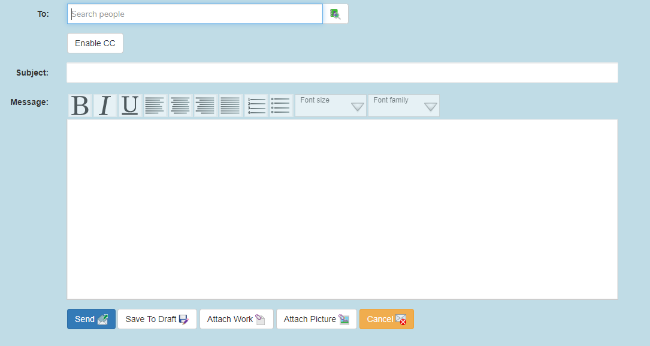 To: Search people
Enable CC
Subject:
Message: B I U Font size Font family
Send Save To Draft Attach Work Attach Picture Cancel